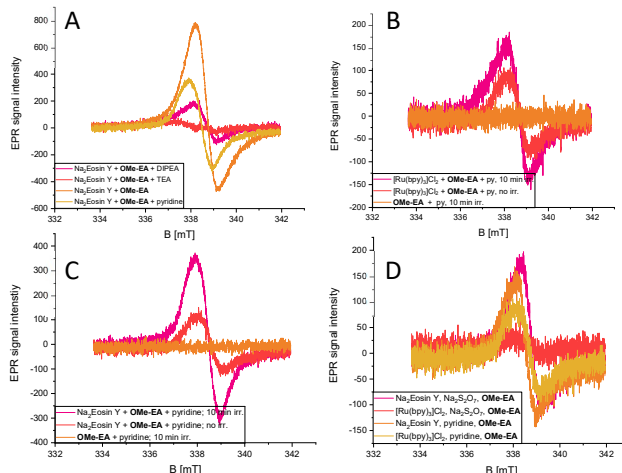 A
EPR signal intensity
800
600
400
200
0
-200
-400
-600
Na₂Eosin Y + OMe-EA + DIPEA
Na₂Eosin Y + OMe-EA + TEA
Na₂Eosin Y + OMe-EA
Na₂Eosin Y + OMe-EA + pyridine
332 334 336 338 340 342
B [mT]
B
EPR signal intensity
200
150
100
50
0
-50
-100
-150
-200
[Ru(bpy)₃]Cl₂ + OMe-EA + py, 10 min irr.
[Ru(bpy)₃]Cl₂ + OMe-EA + py, no irr.
OMe-EA + py, 10 min irr.
332 334 336 338 340 342
B [mT]
C
EPR signal intensity
300
200
100
0
-100
-200
-300
-400
Na₂Eosin Y + OMe-EA + pyridine; 10 min irr.
Na₂Eosin Y + OMe-EA + pyridine; no irr.
OMe-EA + pyridine; 10 min irr.
332 334 336 338 340 342
B [mT]
D
EPR signal intensity
200
150
100
50
0
-50
-100
-150
Na₂Eosin Y, Na₂S₂O₇, OMe-EA
[Ru(bpy)₃]Cl₂, Na₂S₂O₇, OMe-EA
Na₂Eosin Y, pyridine, OMe-EA
[Ru(bpy)₃]Cl₂, pyridine, OMe-EA
332 334 336 338 340 342
B [mT]